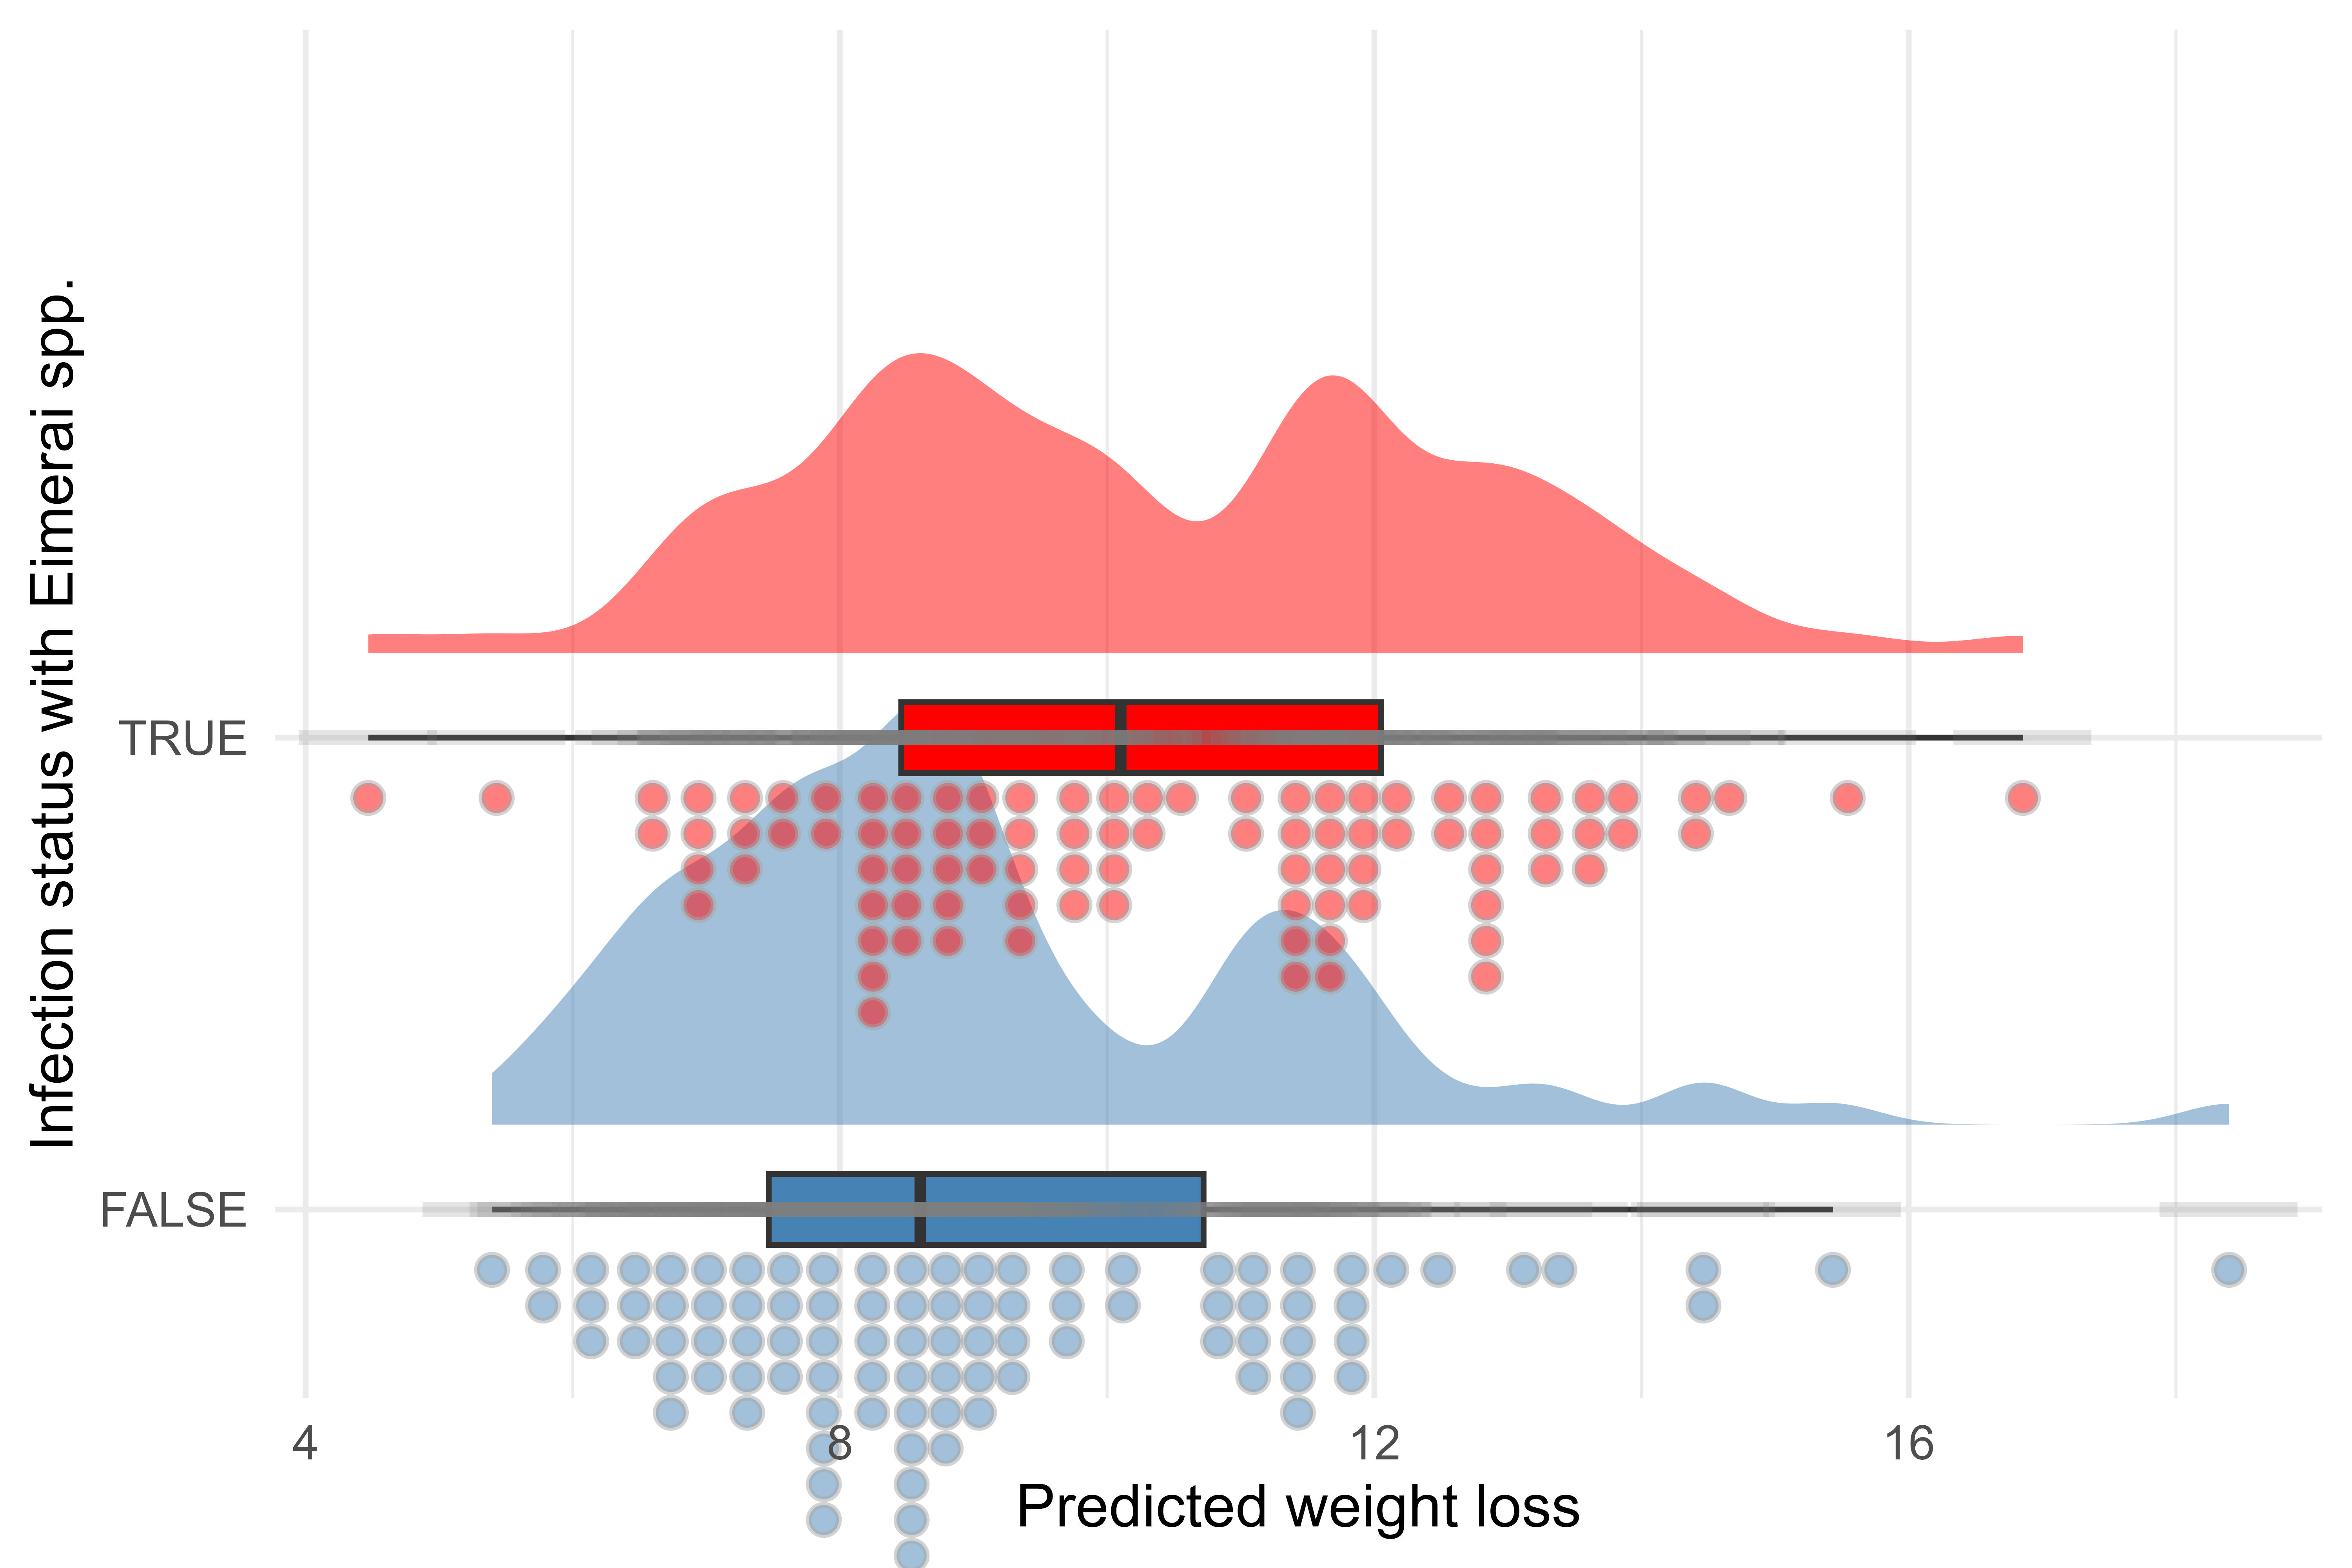 Infection status with Eimerai spp.
TRUE
FALSE
4
8
12
16
Predicted weight loss